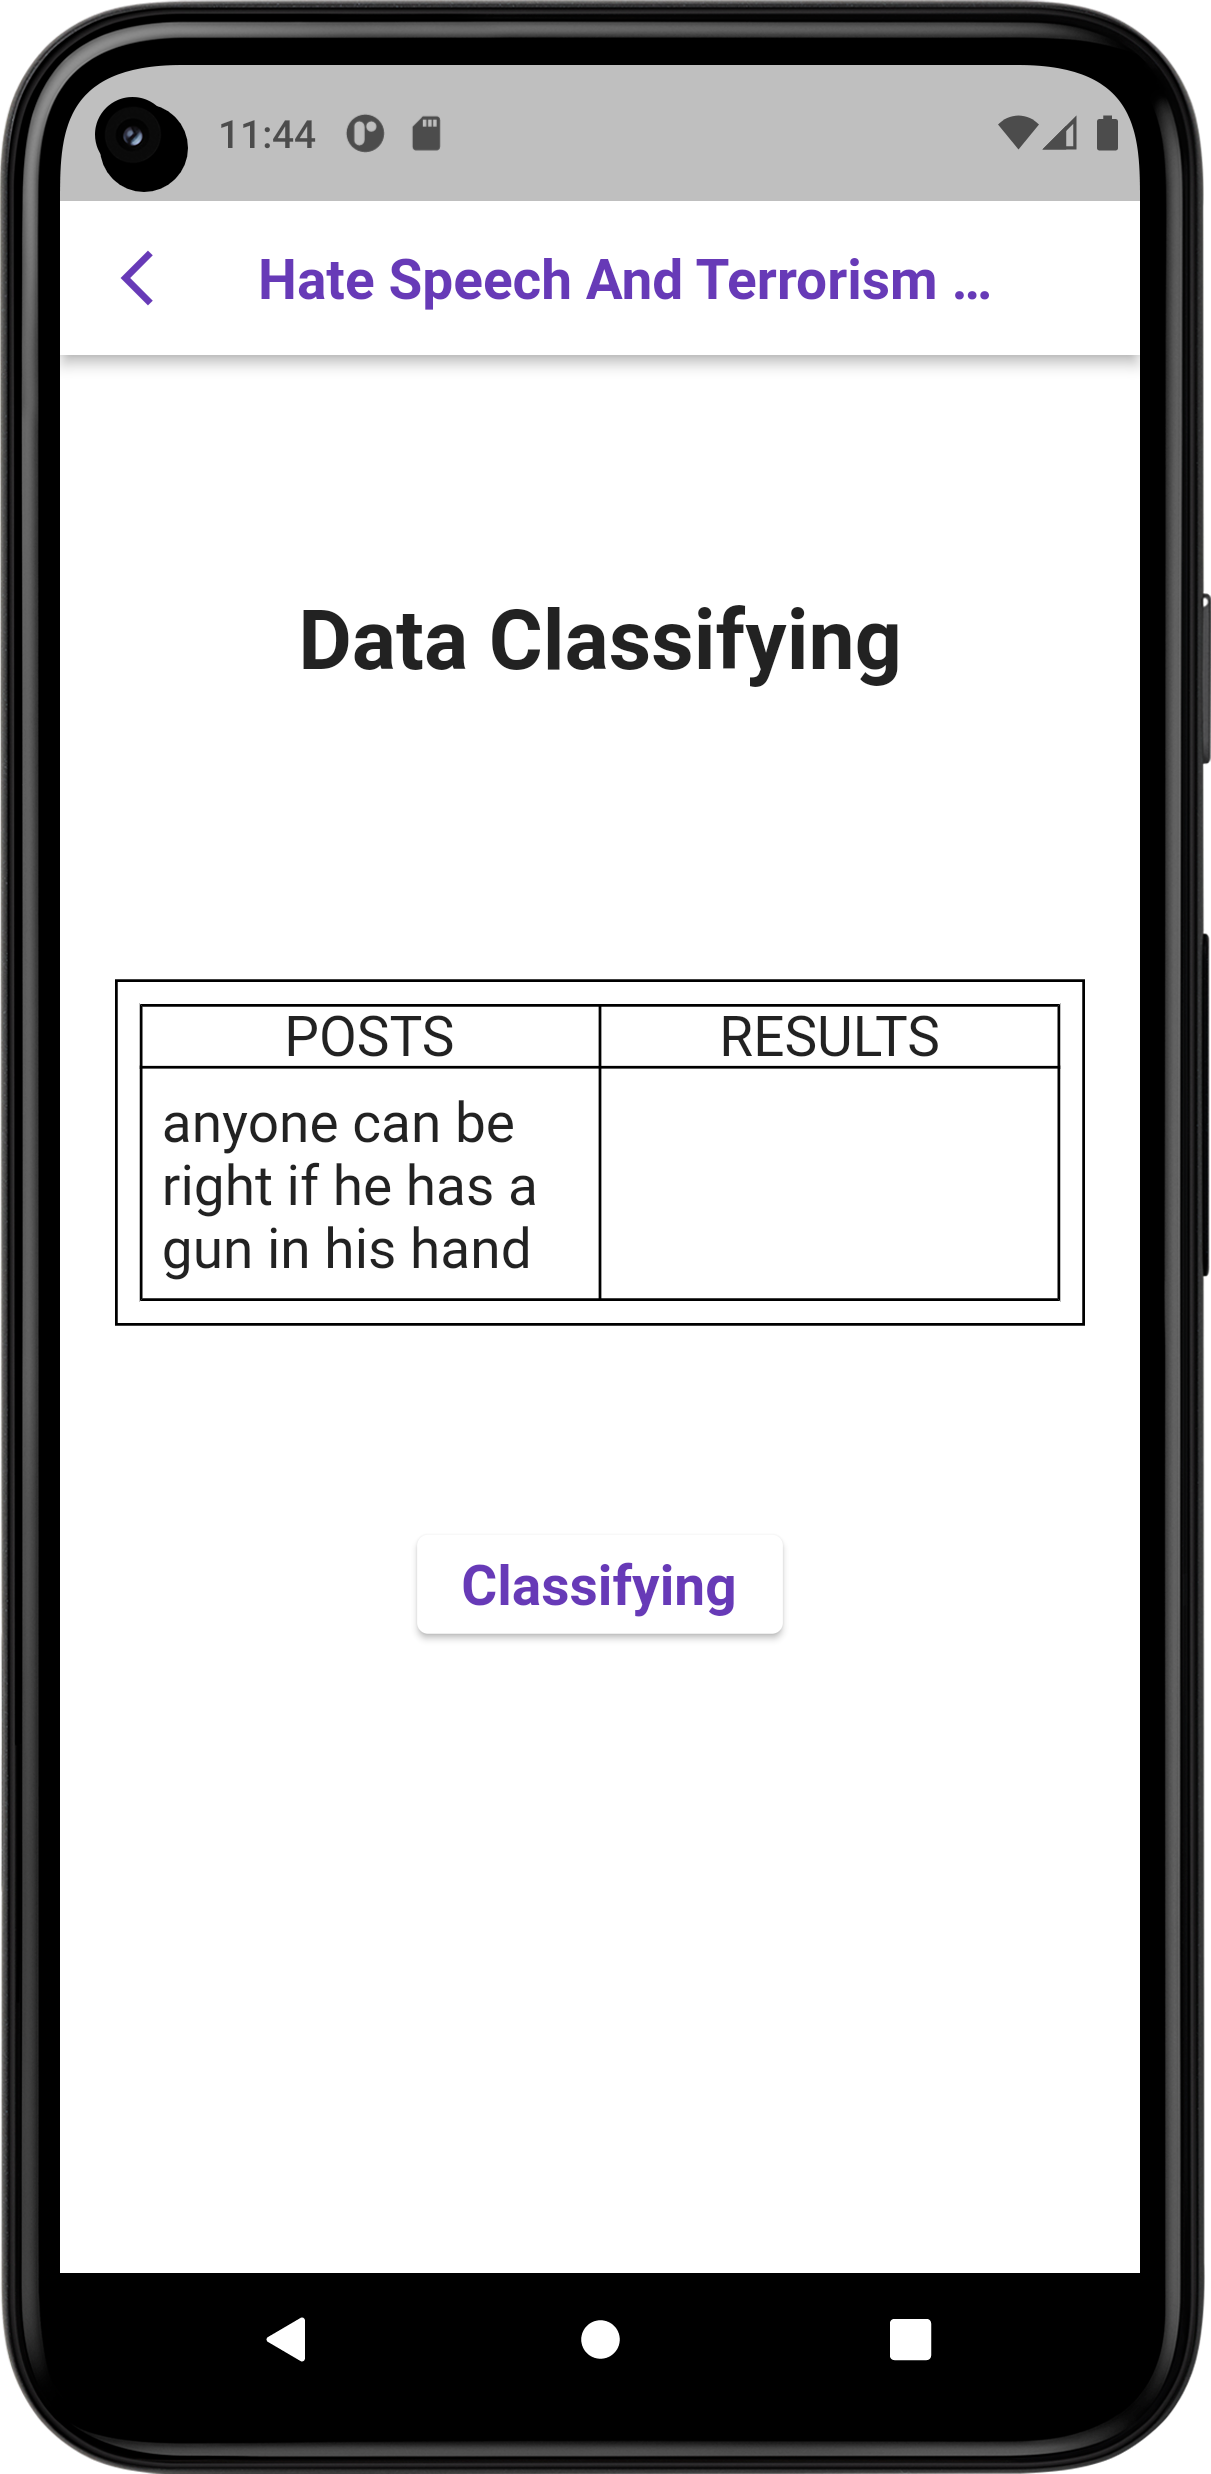 11:44
Hate Speech And Terrorism ...
Data Classifying
POSTS
RESULTS
anyone can be
right if he has a
gun in his hand
Classifying